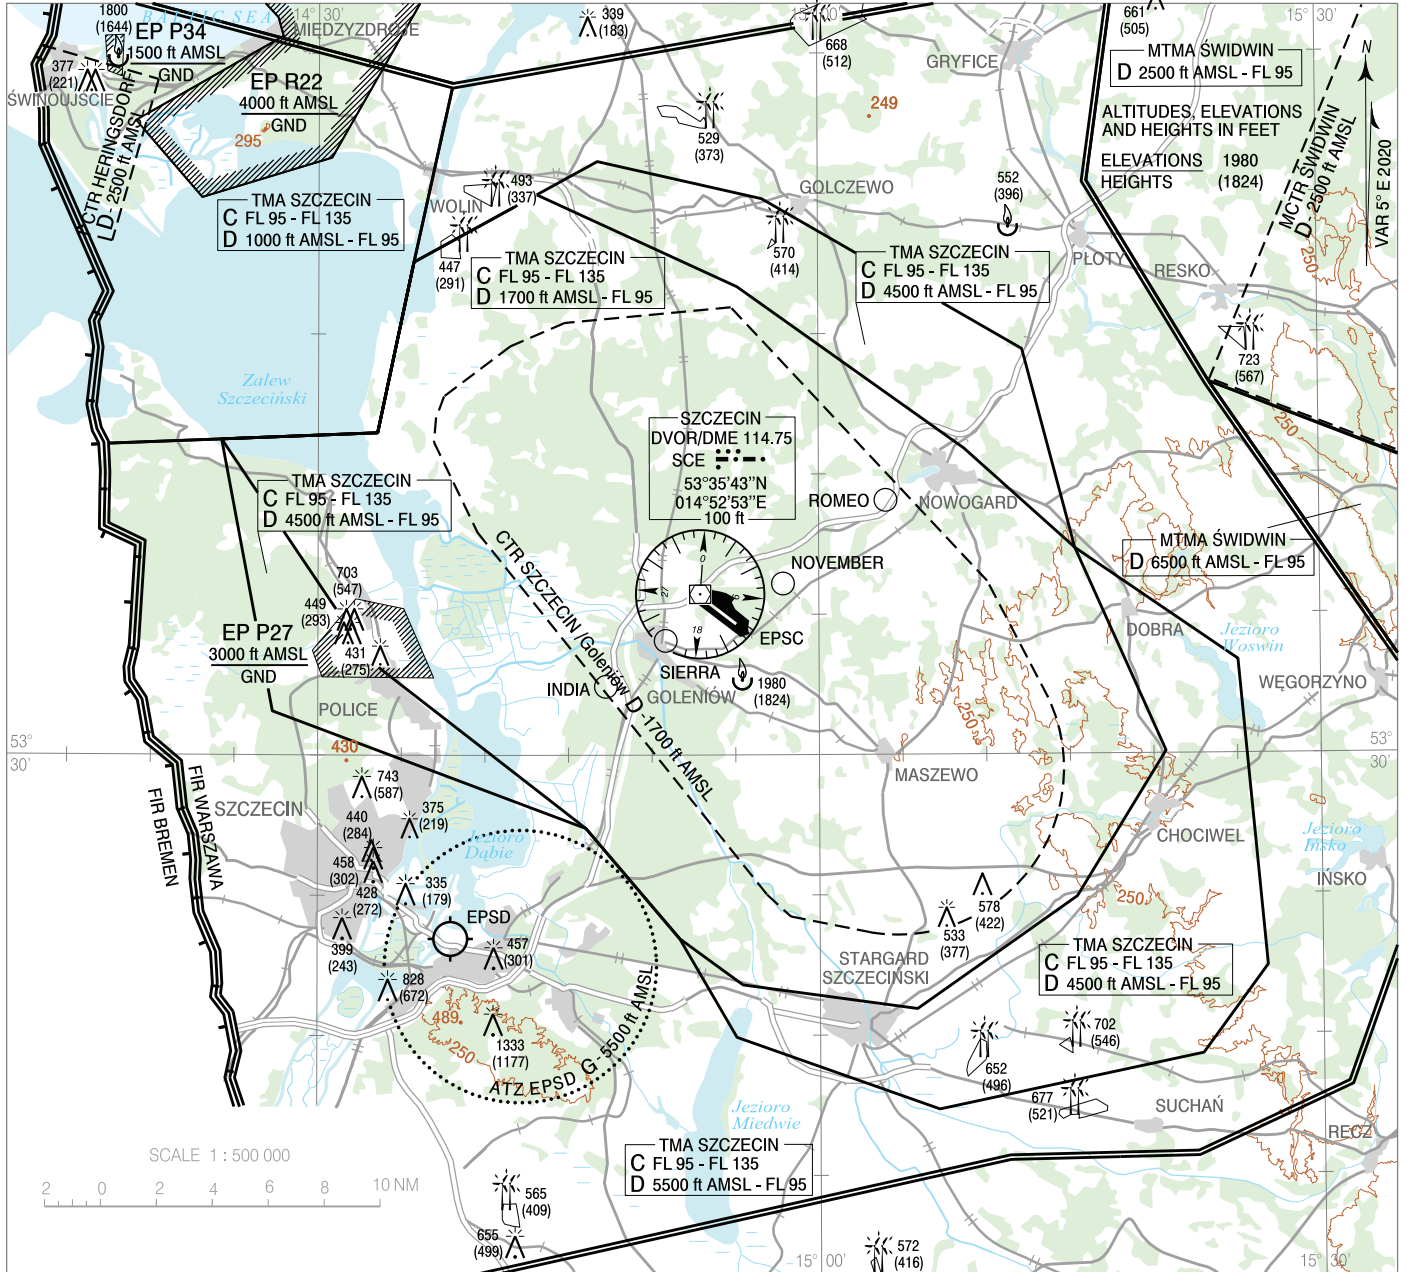 1800
(1644)
EP P34
1500 ft AMSL
GND
BALTIC SEA
14° 30'
MIEDZYZDROJE
339
(183)
15° 00'
668
(512)
GRYFICE
661
(505)
15° 30'
MTMA ŚWIDWIN
D 2500 ft AMSL - FL 95
N
VAR 5° E 2020
377
(221)
ŚWINOUJŚCIE
CTR HERINGSDORF
D - 2500 ft AMSL
EP R22
4000 ft AMSL
GND
295
249
529
(373)
ALTITUDES, ELEVATIONS
AND HEIGHTS IN FEET
ELEVATIONS 1980
HEIGHTS (1824)
MCTR ŚWIDWIN
D - 2500 ft AMSL
250
TMA SZCZECIN
C FL 95 - FL 135
D 1000 ft AMSL - FL 95
493
(337)
WOLIN
447
(291)
GOLCZEWO
552
(396)
570
(414)
PŁOTY
RESKO
TMA SZCZECIN
C FL 95 - FL 135
D 1700 ft AMSL - FL 95
TMA SZCZECIN
C FL 95 - FL 135
D 4500 ft AMSL - FL 95
723
(567)
Zalew
Szczeciński
250
SZCZECIN
DVOR/DME 114.75
SCE
53°35'43''N
014°52'53''E
100 ft
TMA SZCZECIN
C FL 95 - FL 135
D 4500 ft AMSL - FL 95
ROMEO
NOWOGARD
MTMA ŚWIDWIN
D 6500 ft AMSL - FL 95
CTR SZCZECIN /Goleniów D - 1700 ft AMSL
0
9
18
27
NOVEMBER
EPSC
SIERRA
INDIA
GOLENIÓW
1980
(1824)
703
(547)
449
(293)
431
(275)
EP P27
3000 ft AMSL
GND
POLICE
DOBRA
Jezioro
Woswin
WĘGORZYNO
250
53°
30'
53°
30'
430
MASZEWO
FIR WARSZAWA
FIR BREMEN
SZCZECIN
743
(587)
375
(219)
440
(284)
458
(302)
428
(272)
335
(179)
399
(243)
Jezioro
Dąbie
CHOCIWEL
Jezioro
Ińsko
IŃSKO
250
EPSD
457
(301)
828
(672)
578
(422)
533
(377)
STARGARD
SZCZECIŃSKI
TMA SZCZECIN
C FL 95 - FL 135
D 4500 ft AMSL - FL 95
489
250
1333
(1177)
ATZ EPSD G - 5500 ft AMSL
702
(546)
652
(496)
677
(521)
SUCHAŃ
RECZ
Jezioro
Miedwie
TMA SZCZECIN
C FL 95 - FL 135
D 5500 ft AMSL - FL 95
SCALE 1 : 500 000
2 0 2 4 6 8 10 NM
565
(409)
655
(499)
572
(416)
15° 00'
15° 30'